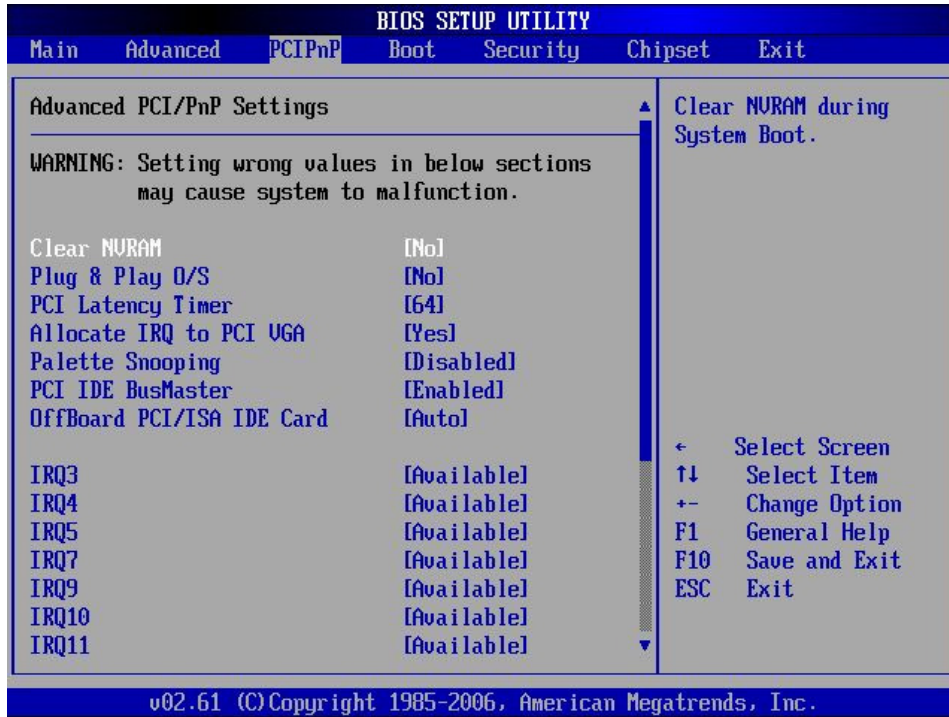 BIOS SETUP UTILITY
Main Advanced PCIPnP Boot Security Chipset Exit
Advanced PCI/PnP Settings
WARNING: Setting wrong values in below sections
may cause system to malfunction.
Clear NVRAM [No]
Plug & Play O/S [No]
PCI Latency Timer [64]
Allocate IRQ to PCI VGA [Yes]
Palette Snooping [Disabled]
PCI IDE BusMaster [Enabled]
OffBoard PCI/ISA IDE Card [Auto]
IRQ3 [Available]
IRQ4 [Available]
IRQ5 [Available]
IRQ7 [Available]
IRQ9 [Available]
IRQ10 [Available]
IRQ11 [Available]
Clear NVRAM during
System Boot.
← Select Screen
↑↓ Select Item
+- Change Option
F1 General Help
F10 Save and Exit
ESC Exit
v02.61 (C)Copyright 1985-2006, American Megatrends, Inc.